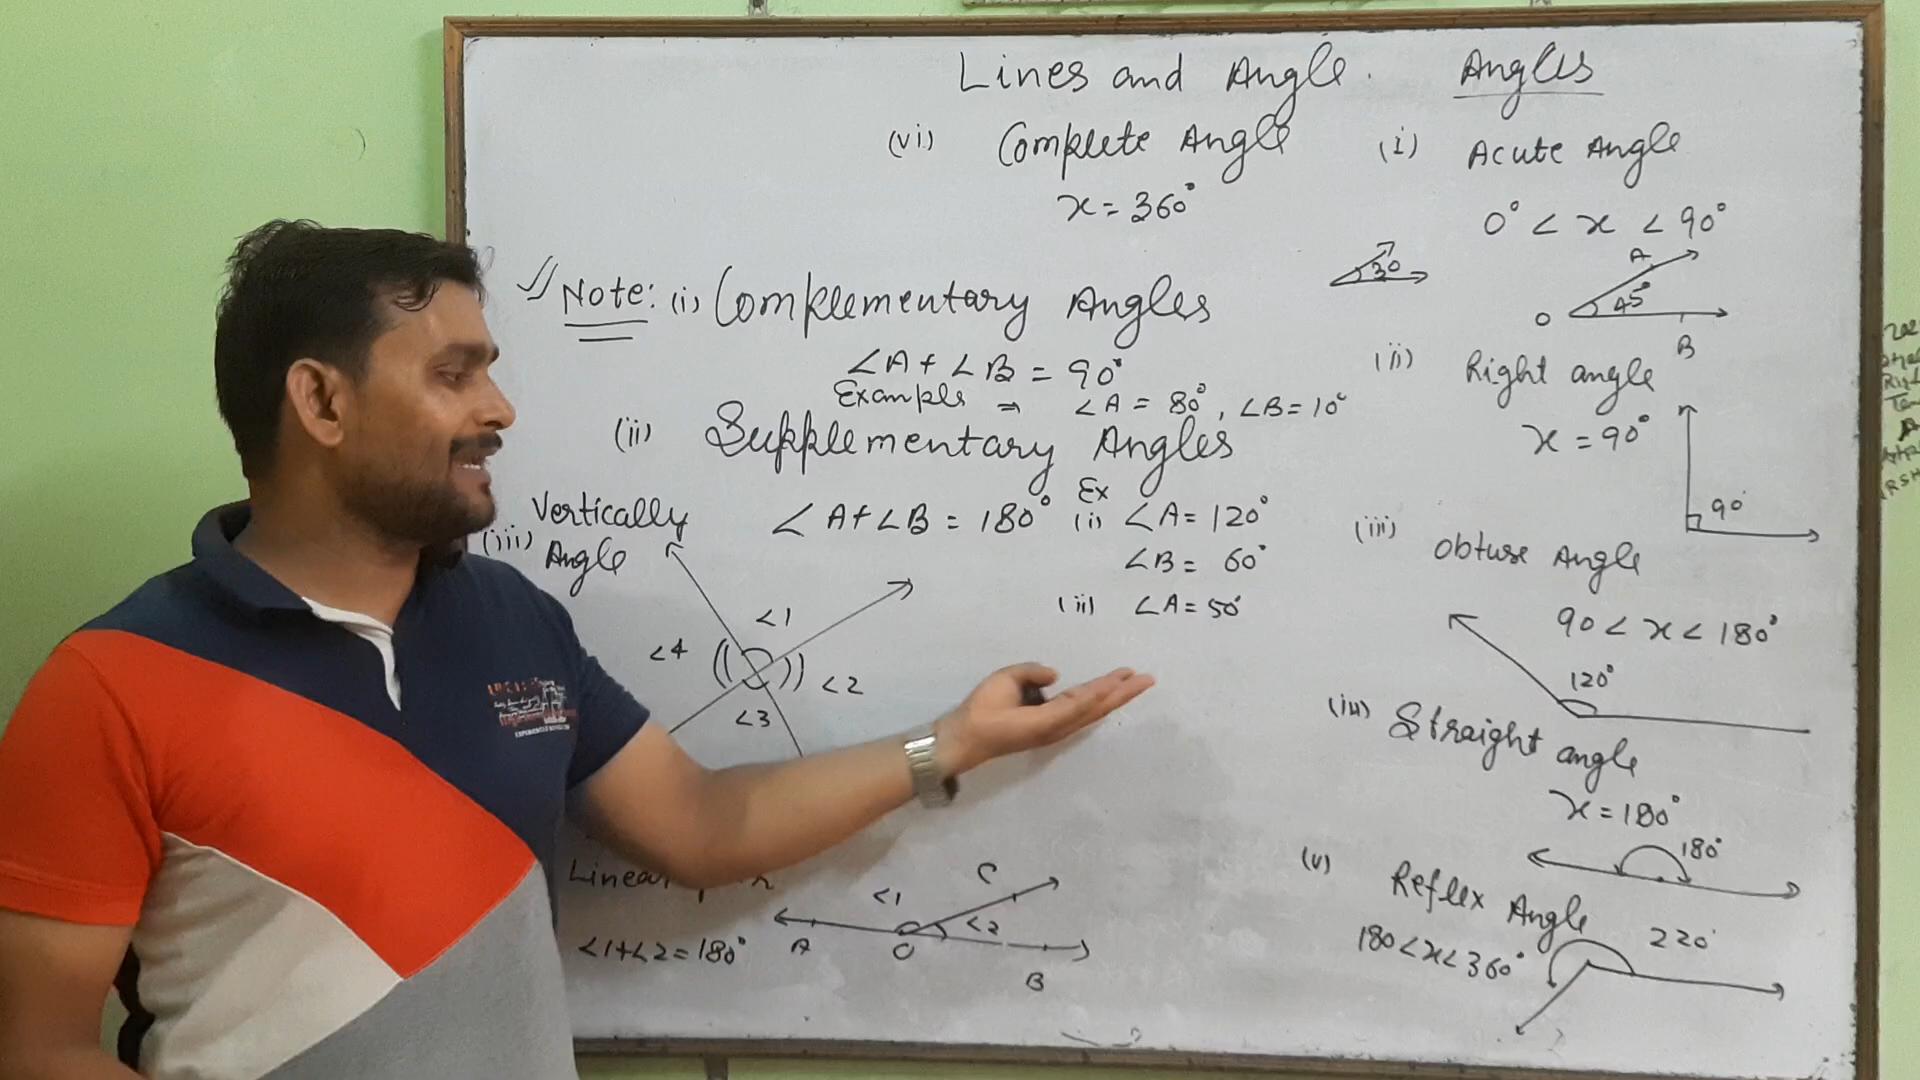 Lines and Angle. Angles
(vi) Complete Angle
x = 360°
Note: (i) Complementary Angles
∠A + ∠B = 90°
Example ⇒ ∠A = 80°, ∠B = 10°
(ii) Supplementary Angles
∠A + ∠B = 180°
Ex
(i) ∠A = 120°
∠B = 60°
(ii) ∠A = 50°
(iii) Vertically
Angle
∠1
∠4
∠2
∠3
Linear
∠1+∠2=180°
∠1
C
∠2
A
O
B
(i) Acute Angle
0° < x < 90°
30
A
45°
O
B
(ii) Right angle
x = 90°
90°
(iii) Obtuse Angle
90 < x < 180°
120°
(iv) Straight angle
x = 180°
180°
(v) Reflex Angle
180<x<360°
220°